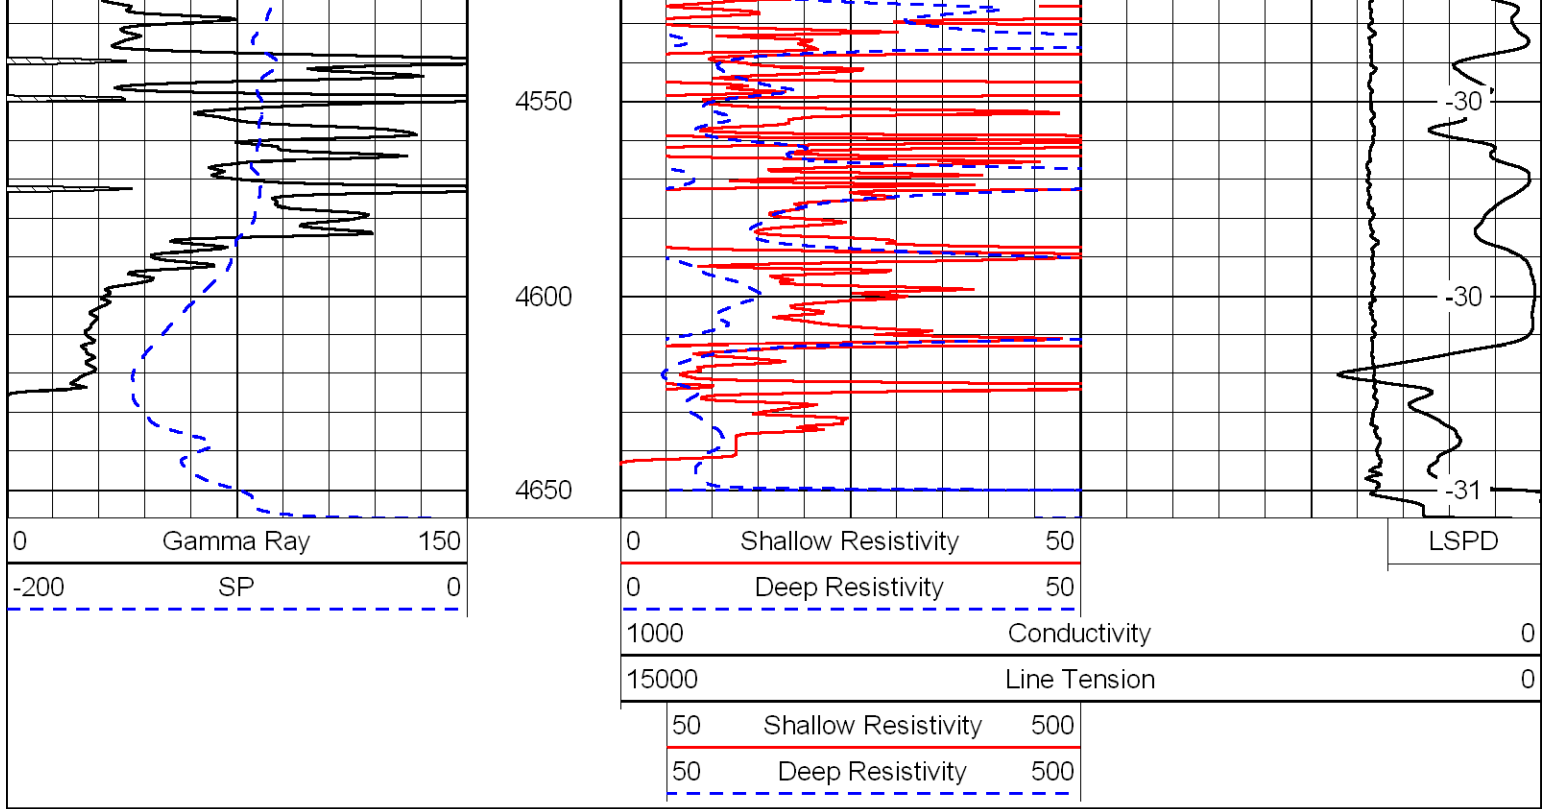 4550
-30
4600
-30
4650
-31
0 Gamma Ray 150
0 Shallow Resistivity 50
LSPD
-200 SP 0
0 Deep Resistivity 50
1000 Conductivity 0
15000 Line Tension 0
50 Shallow Resistivity 500
50 Deep Resistivity 500